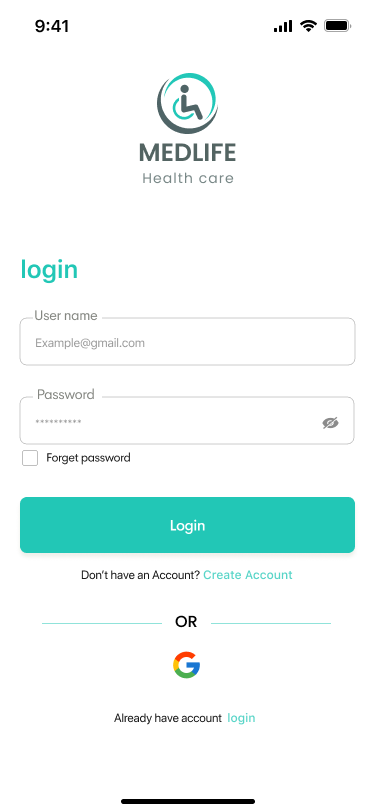 9:41
MEDLIFE
Health care
login
User name
Example@gmail.com
Password
**********
Forget password
Login
Don't have an Account? Create Account
OR
Already have account login